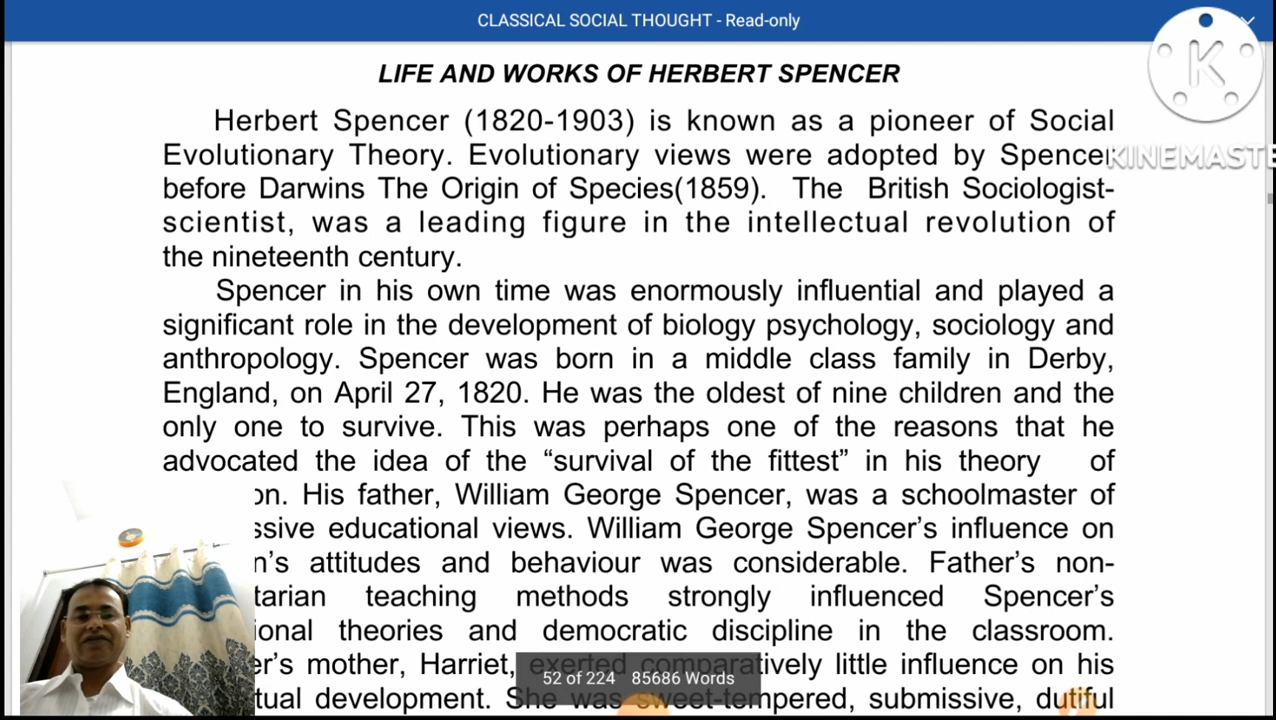 CLASSICAL SOCIAL THOUGHT - Read-only
K
KINEMASTE
LIFE AND WORKS OF HERBERT SPENCER
Herbert Spencer (1820-1903) is known as a pioneer of Social
Evolutionary Theory. Evolutionary views were adopted by Spencer
before Darwins The Origin of Species(1859). The British Sociologist-
scientist, was a leading figure in the intellectual revolution of
the nineteenth century.
Spencer in his own time was enormously influential and played a
significant role in the development of biology psychology, sociology and
anthropology. Spencer was born in a middle class family in Derby,
England, on April 27, 1820. He was the oldest of nine children and the
only one to survive. This was perhaps one of the reasons that he
advocated the idea of the “survival of the fittest” in his theory of
on. His father, William George Spencer, was a schoolmaster of
ssive educational views. William George Spencer’s influence on
n’s attitudes and behaviour was considerable. Father’s non-
tarian teaching methods strongly influenced Spencer’s
ional theories and democratic discipline in the classroom.
er’s mother, Harriet, exerted comparatively little influence on his
tual development. She was sweet-tempered, submissive, dutiful
52 of 224 85686 Words